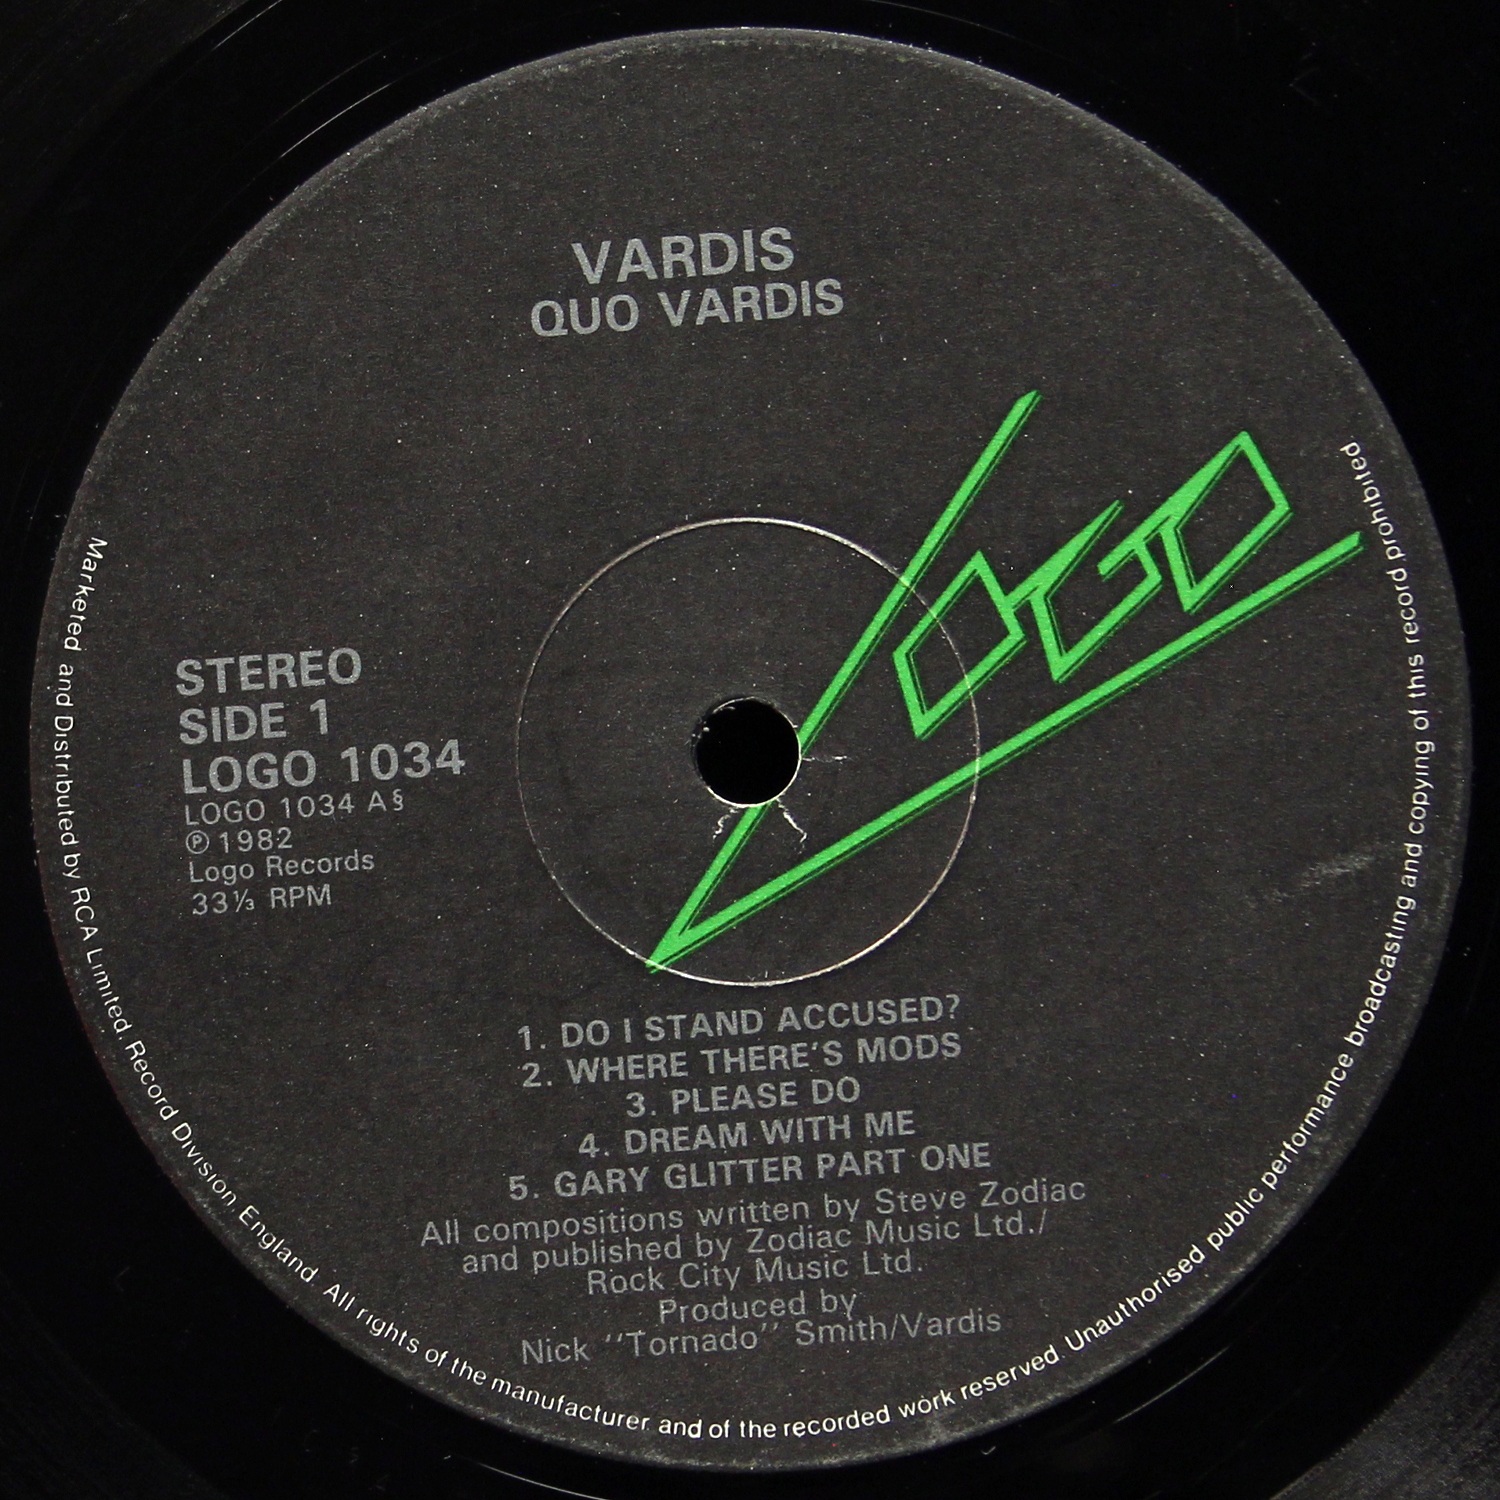 VARDIS
QUO VARDIS
LOGO
STEREO
SIDE 1
LOGO 1034
LOGO 1034 A§
℗ 1982
Logo Records
33⅓ RPM
1. DO I STAND ACCUSED?
2. WHERE THERE'S MODS
3. PLEASE DO
4. DREAM WITH ME
5. GARY GLITTER PART ONE
All compositions written by Steve Zodiac
and published by Zodiac Music Ltd./
Rock City Music Ltd.
Produced by
Nick "Tornado" Smith/Vardis
Marketed and Distributed by RCA Limited. Record Division, England. All rights of the manufacturer and of the recorded work reserved. Unauthorised public performance broadcasting and copying of this record prohibited